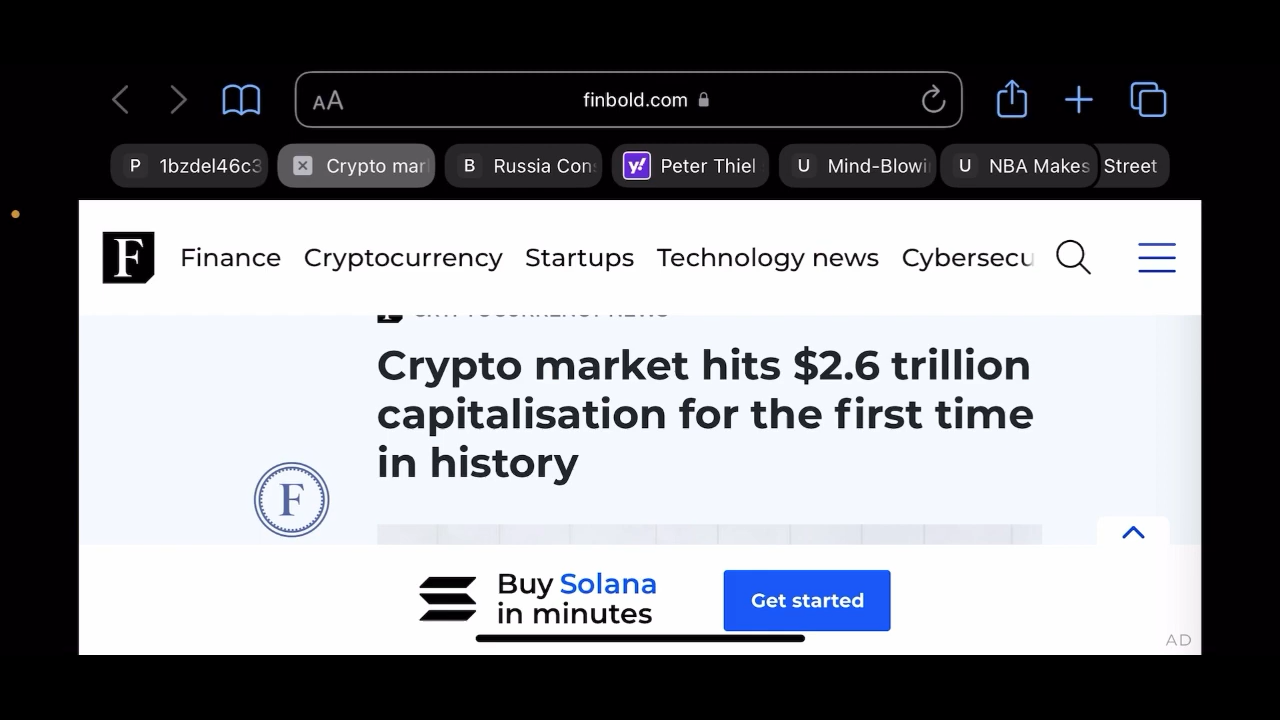 AA
finbold.com
P 1bzdel46c3
Crypto mar
B Russia Con
y! Peter Thiel
U Mind-Blowi
U NBA Makes
Street
F
Finance Cryptocurrency Startups Technology news Cybersecu
Crypto market hits $2.6 trillion
capitalisation for the first time
in history
F
Buy Solana
in minutes
Get started
AD